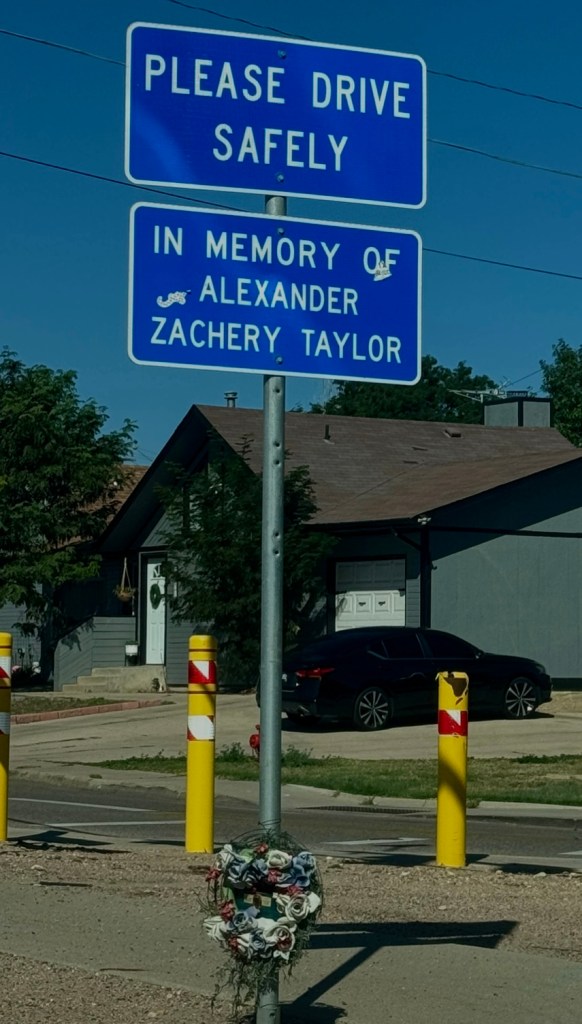 PLEASE DRIVE
SAFELY
IN MEMORY OF
ALEXANDER
ZACHERY TAYLOR